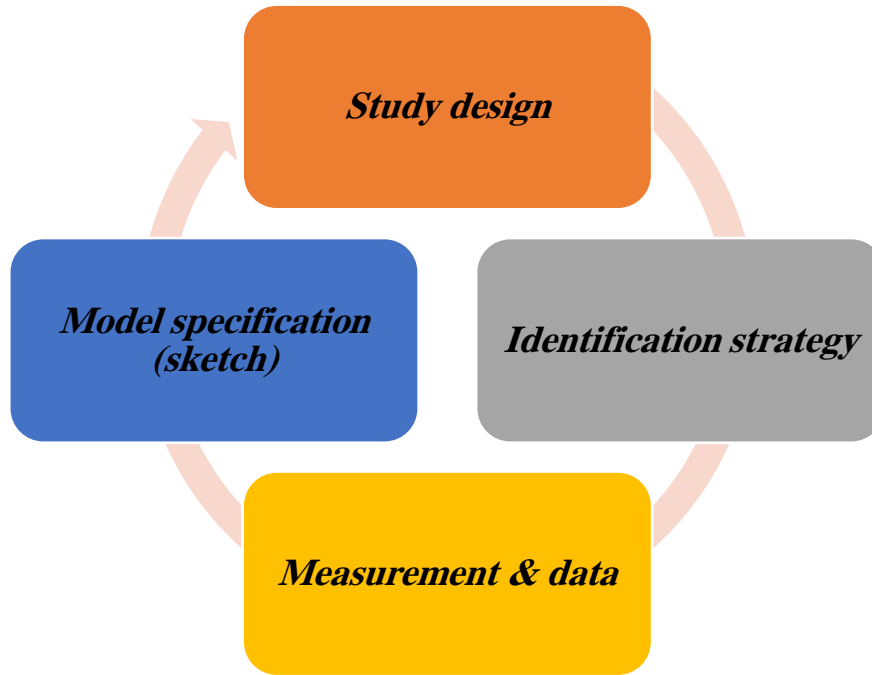 Study design
Identification strategy
Measurement & data
Model specification
(sketch)